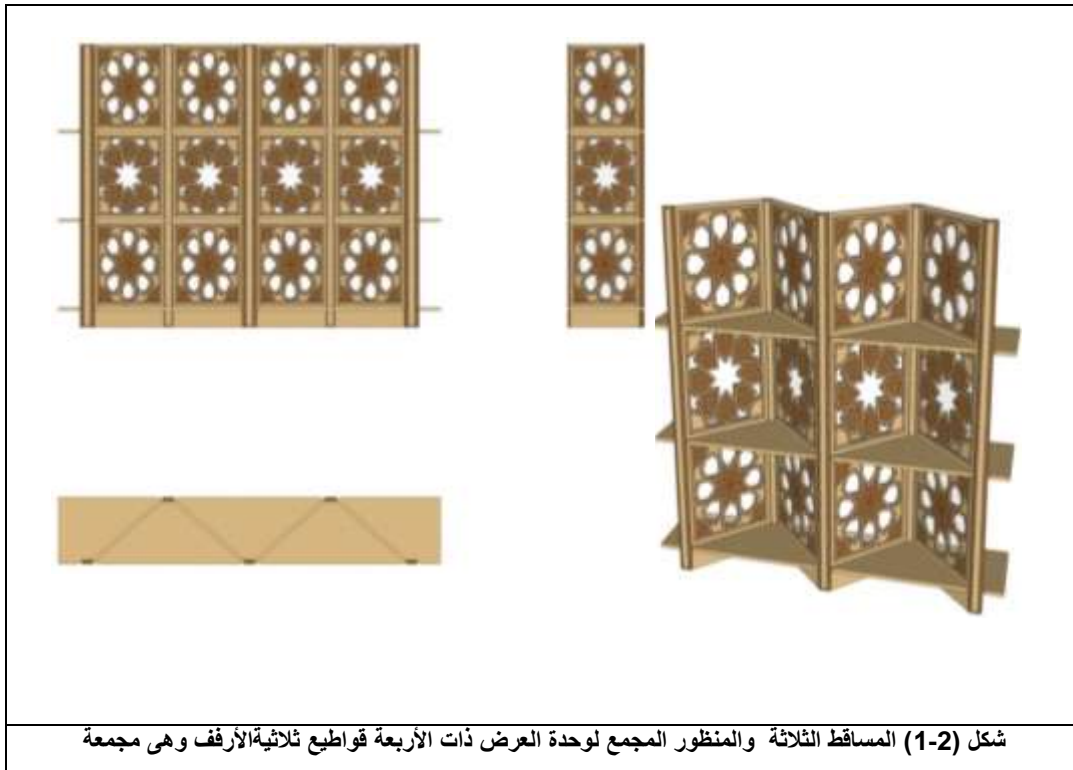 شكل (2-1) المساقط الثلاثة والمنظور المجمع لوحدة العرض ذات الأربعة قواطيع ثلاثيةالأرفف وهى مجمعة